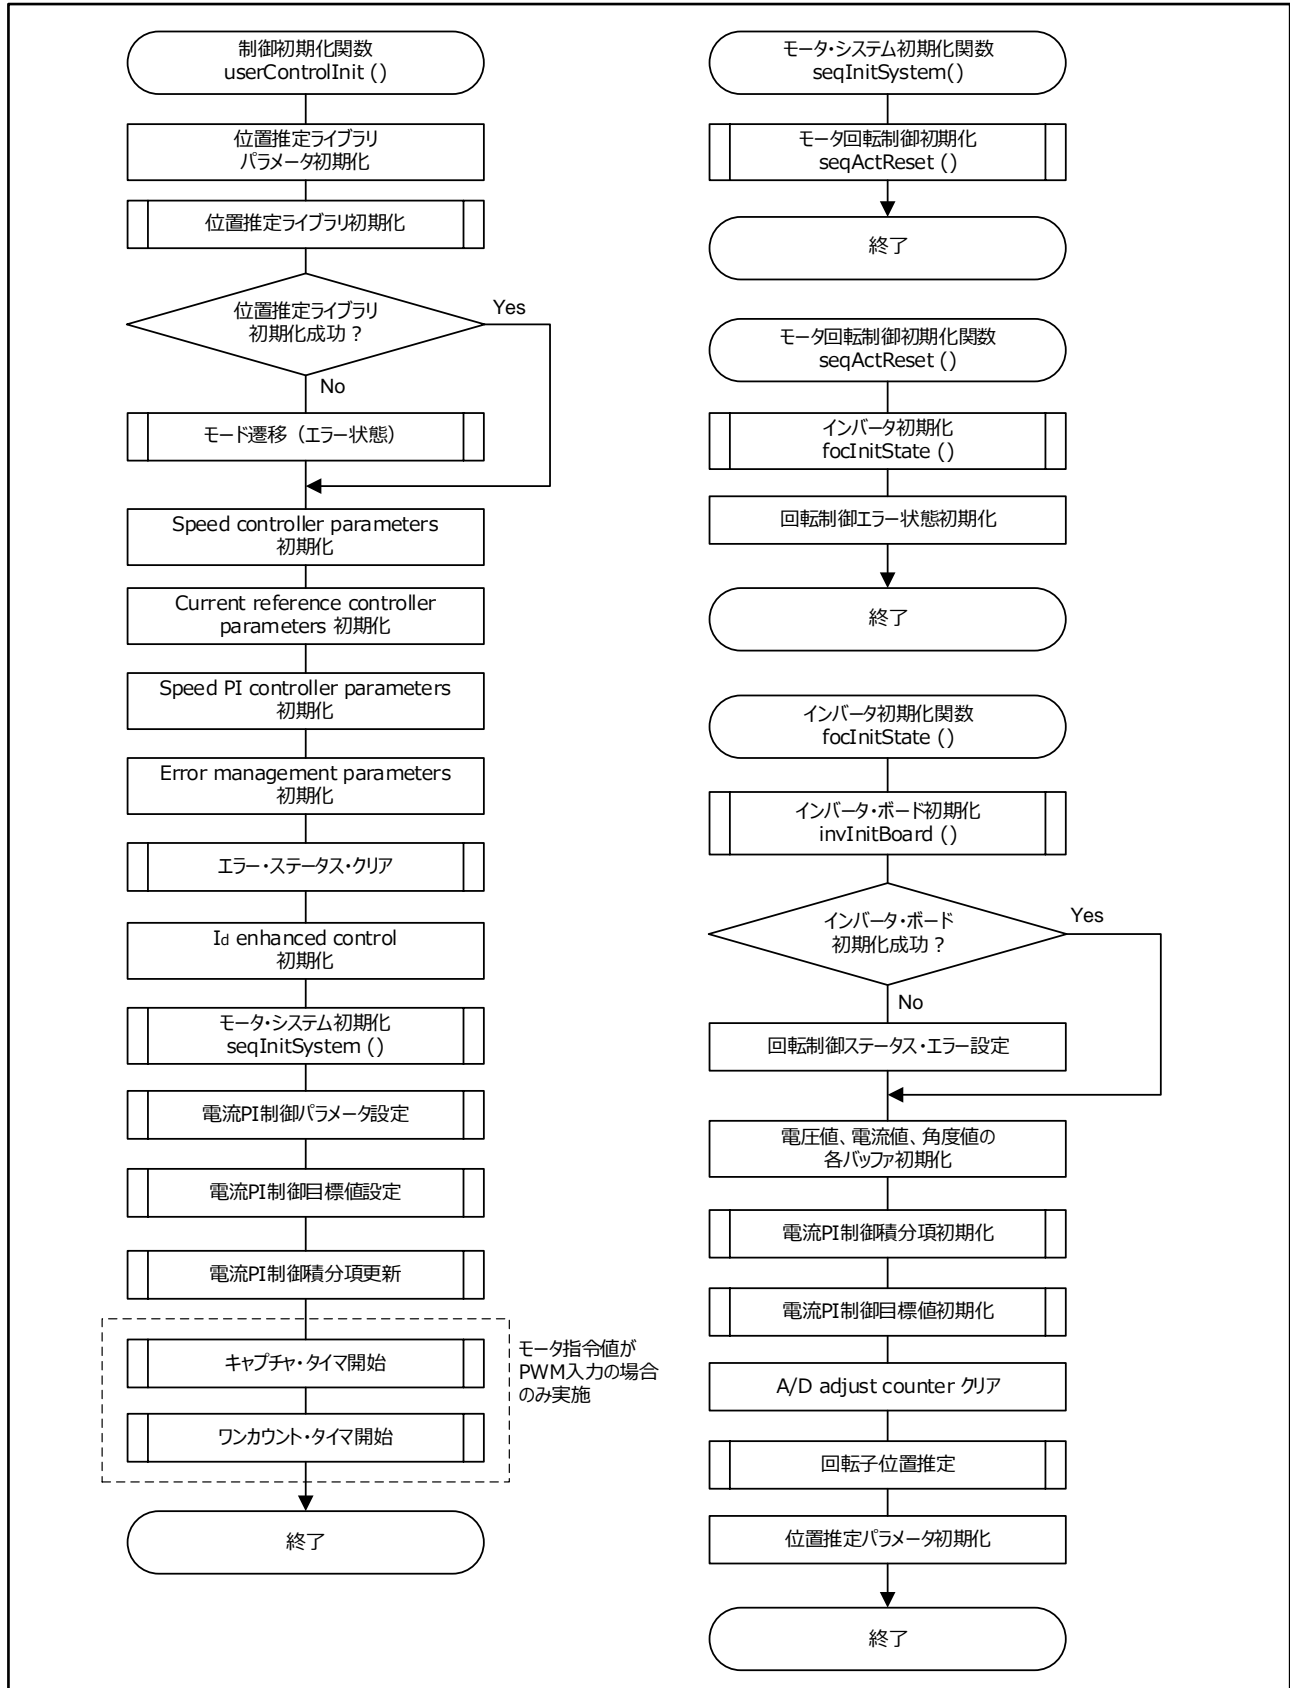 制御初期化関数
userControlInit ()
位置推定ライブラリ
パラメータ初期化
位置推定ライブラリ初期化
位置推定ライブラリ
初期化成功？
Yes
No
モード遷移（エラー状態）
Speed controller parameters
初期化
Current reference controller
parameters 初期化
Speed PI controller parameters
初期化
Error management parameters
初期化
エラー・ステータス・クリア
Id enhanced control
初期化
モータ・システム初期化
seqInitSystem ()
電流PI制御パラメータ設定
電流PI制御目標値設定
電流PI制御積分項更新
キャプチャ・タイマ開始
ワンカウント・タイマ開始
モータ指令値が
PWM入力の場合
のみ実施
終了
モータ・システム初期化関数
seqInitSystem()
モータ回転制御初期化
seqActReset ()
終了
モータ回転制御初期化関数
seqActReset ()
インバータ初期化
focInitState ()
回転制御エラー状態初期化
終了
インバータ初期化関数
focInitState ()
インバータ・ボード初期化
invInitBoard ()
インバータ・ボード
初期化成功？
Yes
No
回転制御ステータス・エラー設定
電圧値、電流値、角度値の
各バッファ初期化
電流PI制御積分項初期化
電流PI制御目標値初期化
A/D adjust counter クリア
回転子位置推定
位置推定パラメータ初期化
終了